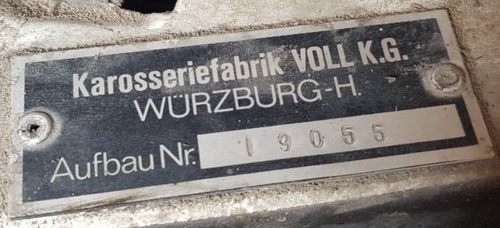 Karosseriefabrik VOLL K.G.
WÜRZBURG-H.
Aufbau Nr. 19055